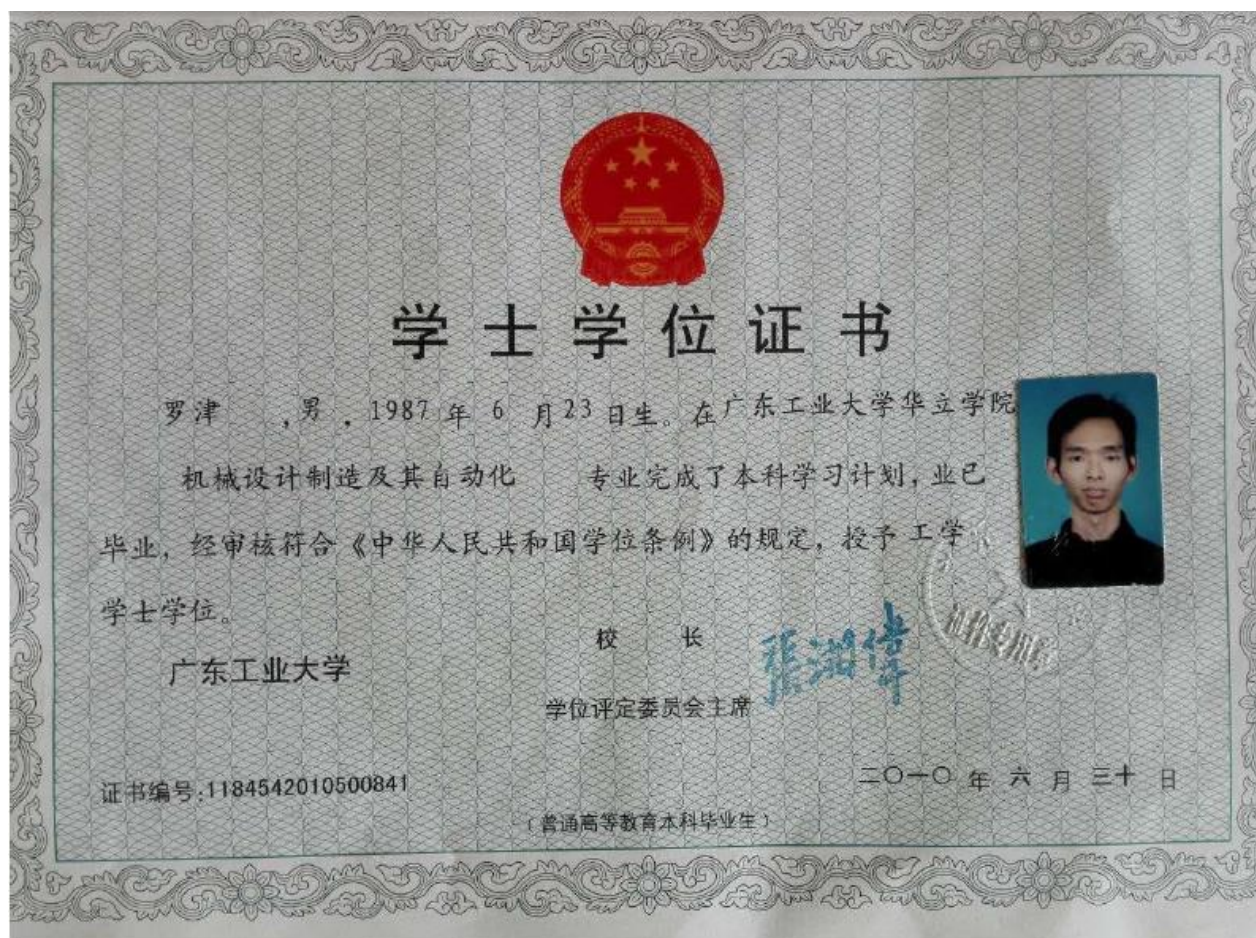 学士学位证书
罗津 ,男, 1987 年 6 月 23 日生。在广东工业大学华立学院
机械设计制造及其自动化 专业完成了本科学习计划,业已
毕业,经审核符合《中华人民共和国学位条例》的规定,授予 工学
学士学位。
广东工业大学
校 长
張湘偉
学位评定委员会主席
证书编号:1184542010500841
二〇一〇 年 六 月 三十 日
(普通高等教育本科毕业生)